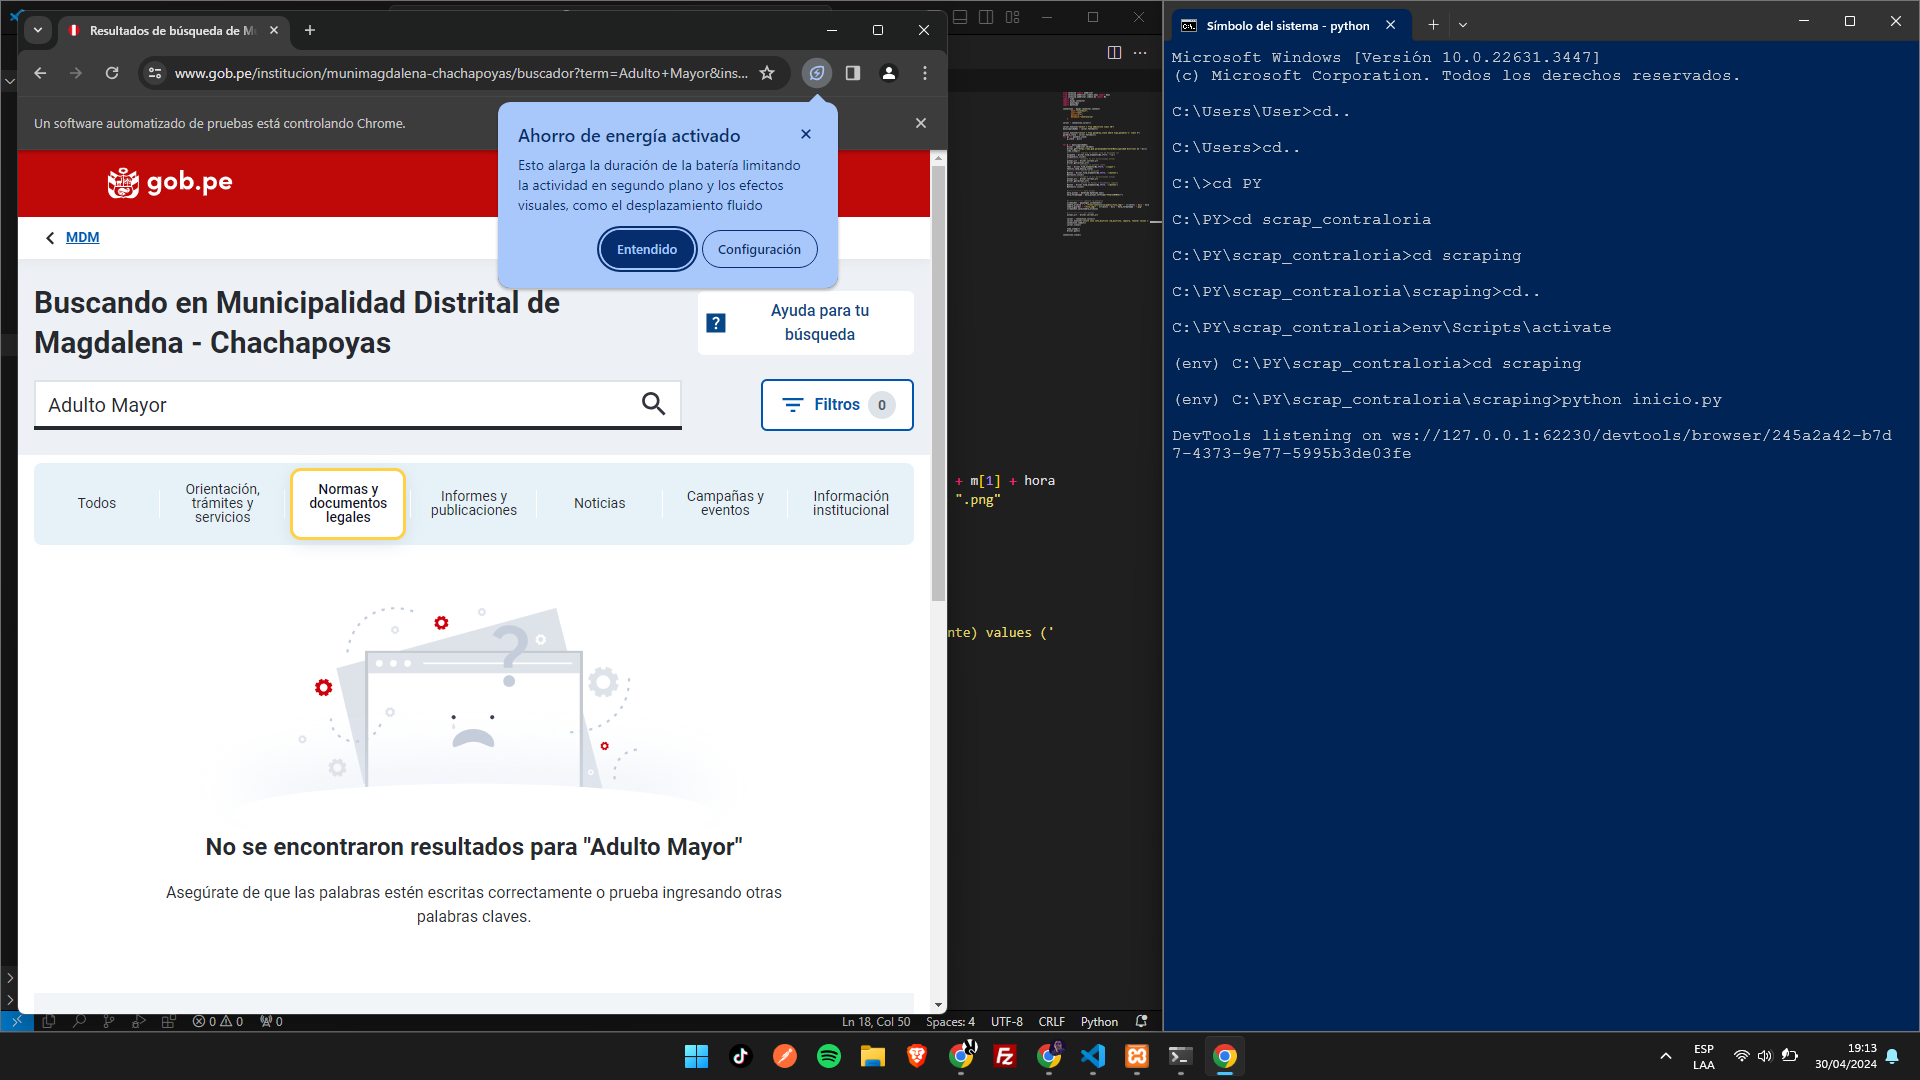 Resultados de búsqueda de M
www.gob.pe/institucion/munimagdalena-chachapoyas/buscador?term=Adulto+Mayor&ins...
Un software automatizado de pruebas está controlando Chrome.
Ahorro de energía activado
Esto alarga la duración de la batería limitando
la actividad en segundo plano y los efectos
visuales, como el desplazamiento fluido
Entendido
Configuración
gob.pe
MDM
Buscando en Municipalidad Distrital de
Magdalena - Chachapoyas
?
Ayuda para tu
búsqueda
Adulto Mayor
Filtros 0
Todos
Orientación,
trámites y
servicios
Normas y
documentos
legales
Informes y
publicaciones
Noticias
Campañas y
eventos
Información
institucional
?
No se encontraron resultados para "Adulto Mayor"
Asegúrate de que las palabras estén escritas correctamente o prueba ingresando otras
palabras claves.
+ m[1] + hora
".png"
nte) values ('
0 0 0
Ln 18, Col 50 Spaces: 4 UTF-8 CRLF Python
Símbolo del sistema - python
Microsoft Windows [Versión 10.0.22631.3447]
(c) Microsoft Corporation. Todos los derechos reservados.
C:\Users\User>cd..
C:\Users>cd..
C:\>cd PY
C:\PY>cd scrap_contraloria
C:\PY\scrap_contraloria>cd scraping
C:\PY\scrap_contraloria\scraping>cd..
C:\PY\scrap_contraloria>env\Scripts\activate
(env) C:\PY\scrap_contraloria>cd scraping
(env) C:\PY\scrap_contraloria\scraping>python inicio.py
DevTools listening on ws://127.0.0.1:62230/devtools/browser/245a2a42-b7d
7-4373-9e77-5995b3de03fe
ESP
LAA
19:13
30/04/2024